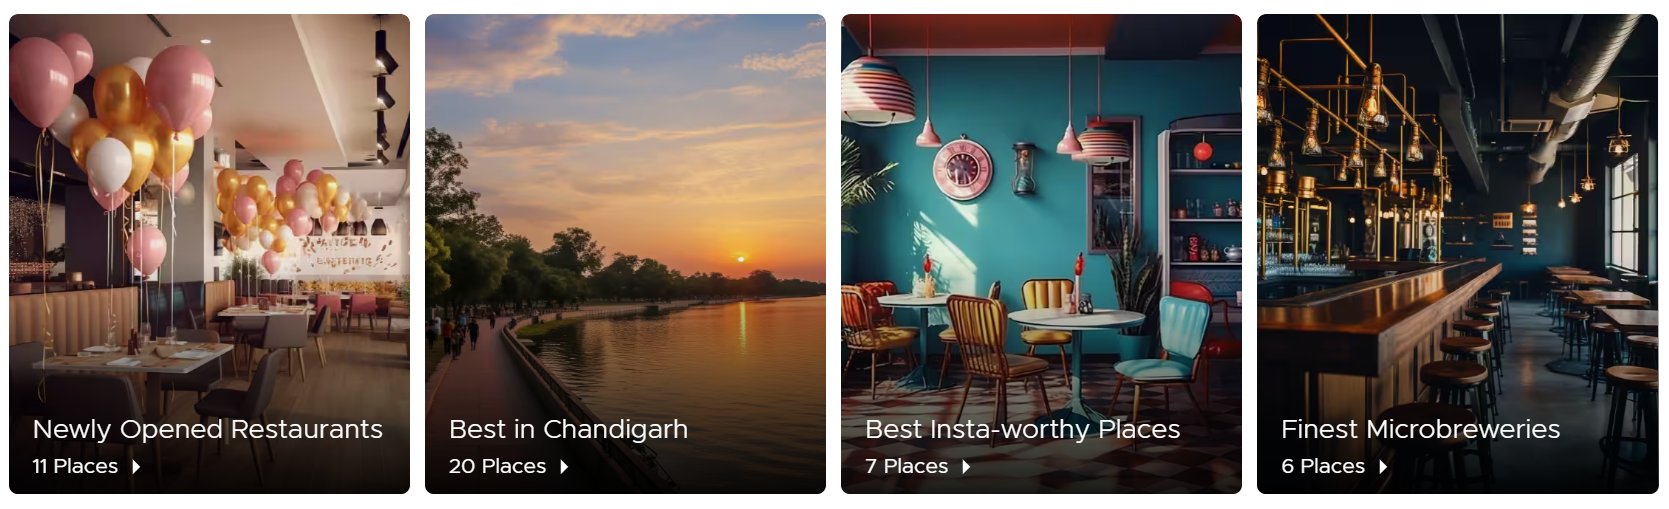 Newly Opened Restaurants
11 Places
Best in Chandigarh
20 Places
Best Insta-worthy Places
7 Places
Finest Microbreweries
6 Places